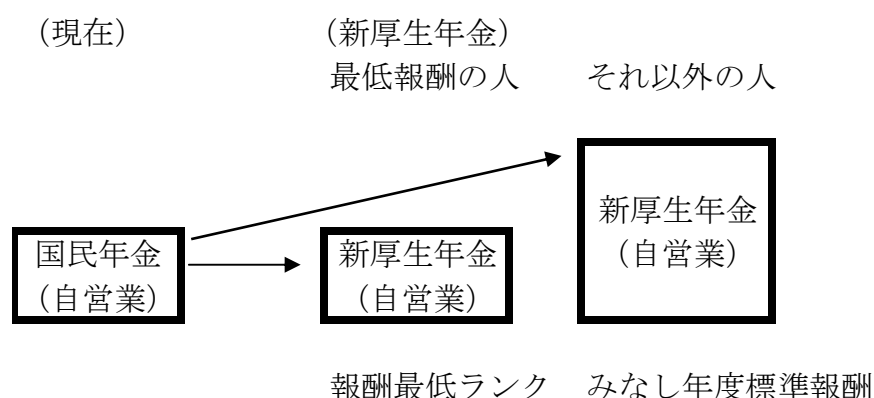 （現在）
（新厚生年金）
最低報酬の人
それ以外の人
国民年金
（自営業）
新厚生年金
（自営業）
新厚生年金
（自営業）
報酬最低ランク
みなし年度標準報酬